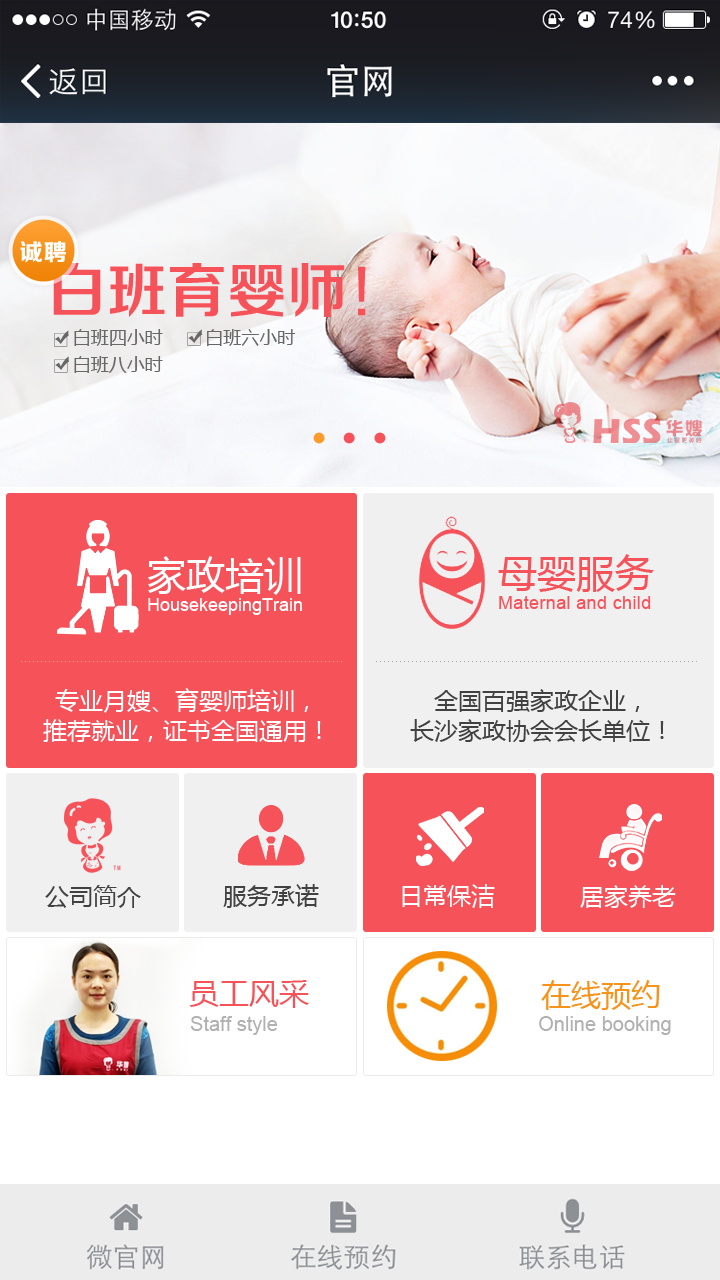 中国移动
10:50
74%
返回
官网
诚聘
白班育婴师!
白班四小时
白班六小时
白班八小时
HSS华嫂
家政培训
HousekeepingTrain
专业月嫂、育婴师培训，
推荐就业，证书全国通用！
母婴服务
Maternal and child
全国百强家政企业，
长沙家政协会会长单位！
TM
公司简介
服务承诺
日常保洁
居家养老
华嫂
员工风采
Staff style
在线预约
Online booking
微官网
在线预约
联系电话